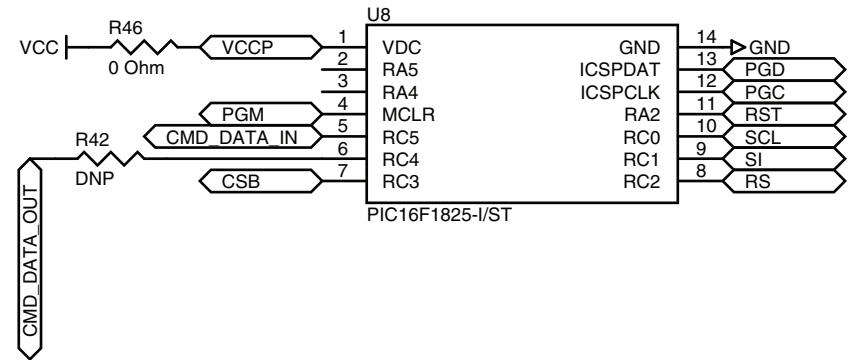 U8
R46
VCC
VCCP
0 Ohm
1 VDC GND 14 GND
2 RA5 ICSPDAT 13 PGD
3 RA4 ICSPCLK 12 PGC
PGM 4 MCLR RA2 11 RST
CMD_DATA_IN 5 RC5 RC0 10 SCL
R42
DNP
6 RC4 RC1 9 SI
CSB 7 RC3 RC2 8 RS
PIC16F1825-I/ST
CMD_DATA_OUT